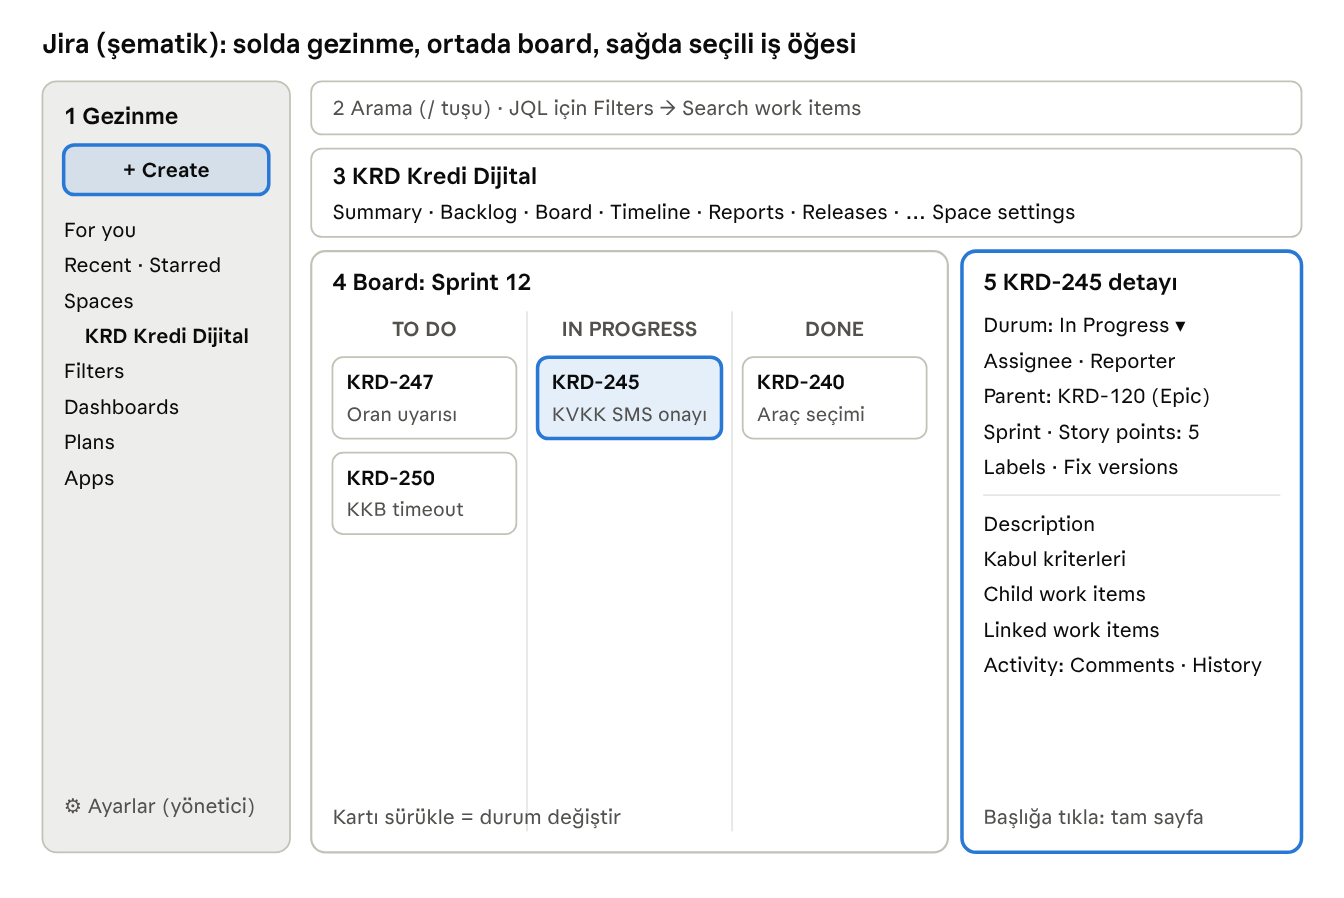 Jira (şematik): solda gezinme, ortada board, sağda seçili iş öğesi
1 Gezinme
+ Create
For you
Recent · Starred
Spaces
KRD Kredi Dijital
Filters
Dashboards
Plans
Apps
⚙ Ayarlar (yönetici)
2 Arama (/ tuşu) · JQL için Filters → Search work items
3 KRD Kredi Dijital
Summary · Backlog · Board · Timeline · Reports · Releases · ... Space settings
4 Board: Sprint 12
TO DO
KRD-247
Oran uyarısı
KRD-250
KKB timeout
IN PROGRESS
KRD-245
KVKK SMS onayı
DONE
KRD-240
Araç seçimi
Kartı sürükle = durum değiştir
5 KRD-245 detayı
Durum: In Progress ▾
Assignee · Reporter
Parent: KRD-120 (Epic)
Sprint · Story points: 5
Labels · Fix versions
Description
Kabul kriterleri
Child work items
Linked work items
Activity: Comments · History
Başlığa tıkla: tam sayfa